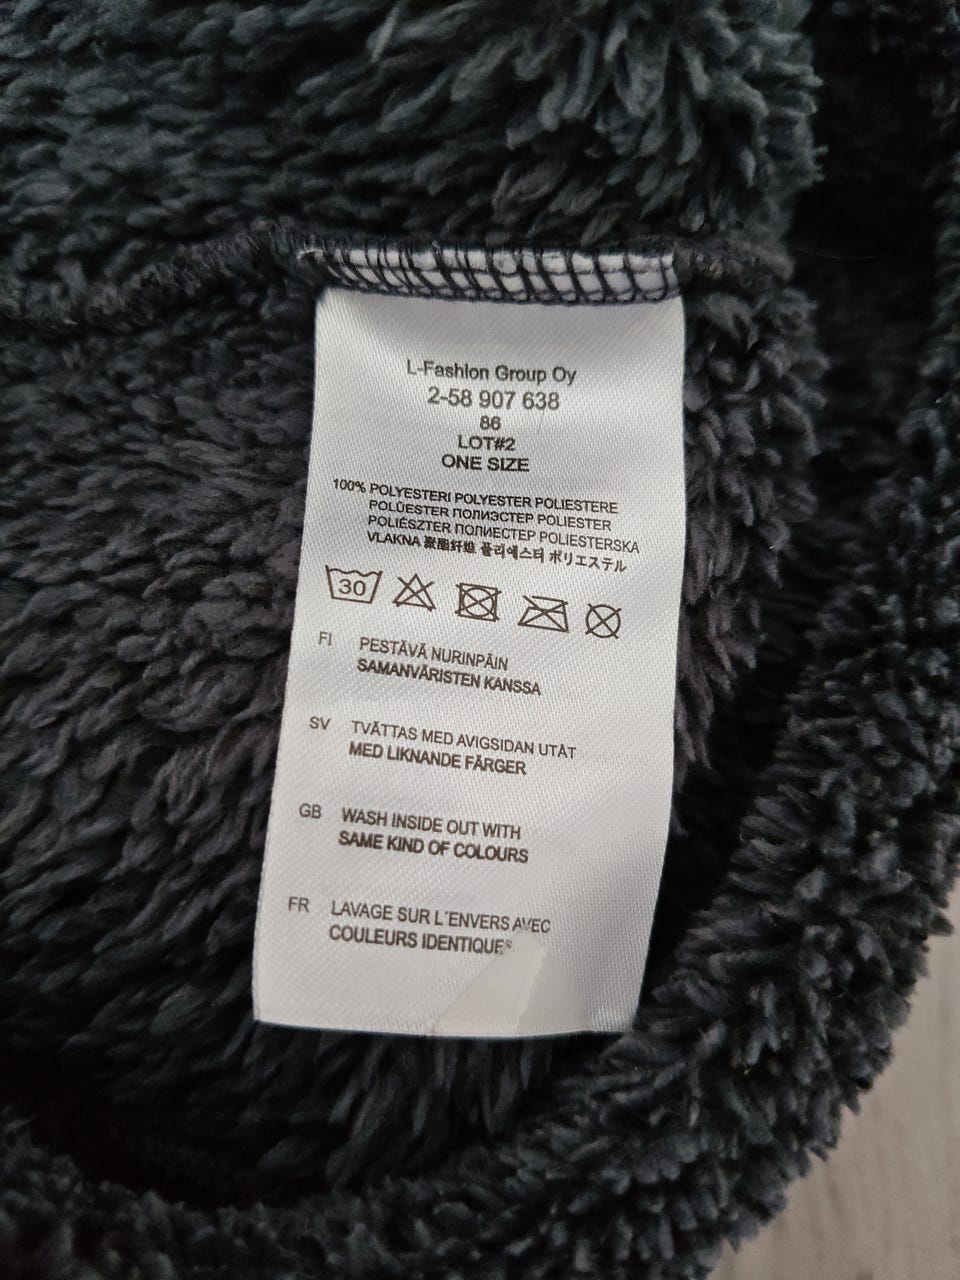 L-Fashion Group Oy
2-58 907 638
86
LOT#2
ONE SIZE
100% POLYESTERI POLYESTER POLIESTERE
POLÜESTER ПОЛИЭСТЕР POLIESTER
POLIÉSZTER ПОЛИЕСТЕР POLIESTERSKA
VLAKNA 聚酯纤维 폴리에스터 ポリエステル
30
FI PESTÄVÄ NURINPÄIN
SAMANVÄRISTEN KANSSA
SV TVÄTTAS MED AVIGSIDAN UTÅT
MED LIKNANDE FÄRGER
GB WASH INSIDE OUT WITH
SAME KIND OF COLOURS
FR LAVAGE SUR L´ENVERS AVEC
COULEURS IDENTIQUES